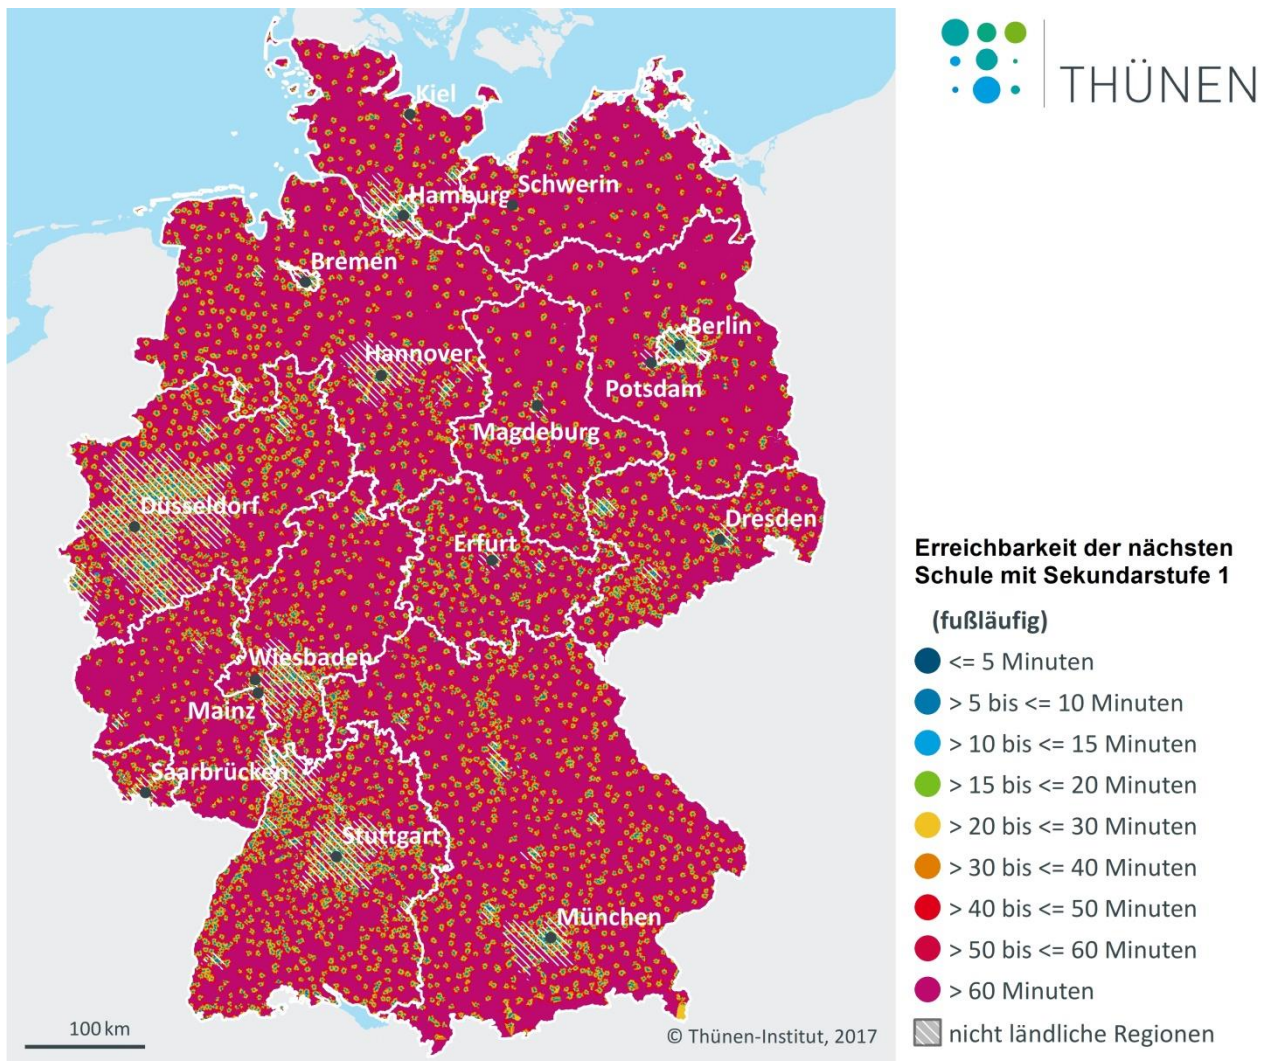 THÜNEN
Kiel
Schwerin
Hamburg
Bremen
Berlin
Hannover
Potsdam
Magdeburg
Düsseldorf
Dresden
Erfurt
Wiesbaden
Mainz
Saarbrücken
Stuttgart
München
100 km
© Thünen-Institut, 2017
Erreichbarkeit der nächsten
Schule mit Sekundarstufe 1
(fußläufig)
<= 5 Minuten
> 5 bis <= 10 Minuten
> 10 bis <= 15 Minuten
> 15 bis <= 20 Minuten
> 20 bis <= 30 Minuten
> 30 bis <= 40 Minuten
> 40 bis <= 50 Minuten
> 50 bis <= 60 Minuten
> 60 Minuten
nicht ländliche Regionen